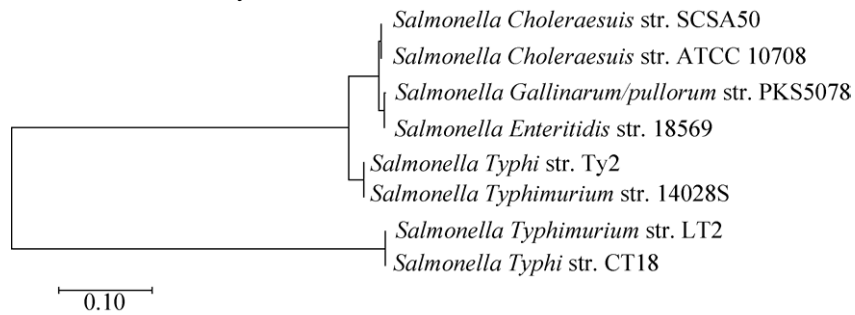 Salmonella Choleraesuis str. SCSA50
Salmonella Choleraesuis str. ATCC 10708
Salmonella Gallinarum/pullorum str. PKS5078
Salmonella Enteritidis str. 18569
Salmonella Typhi str. Ty2
Salmonella Typhimurium str. 14028S
Salmonella Typhimurium str. LT2
Salmonella Typhi str. CT18
0.10